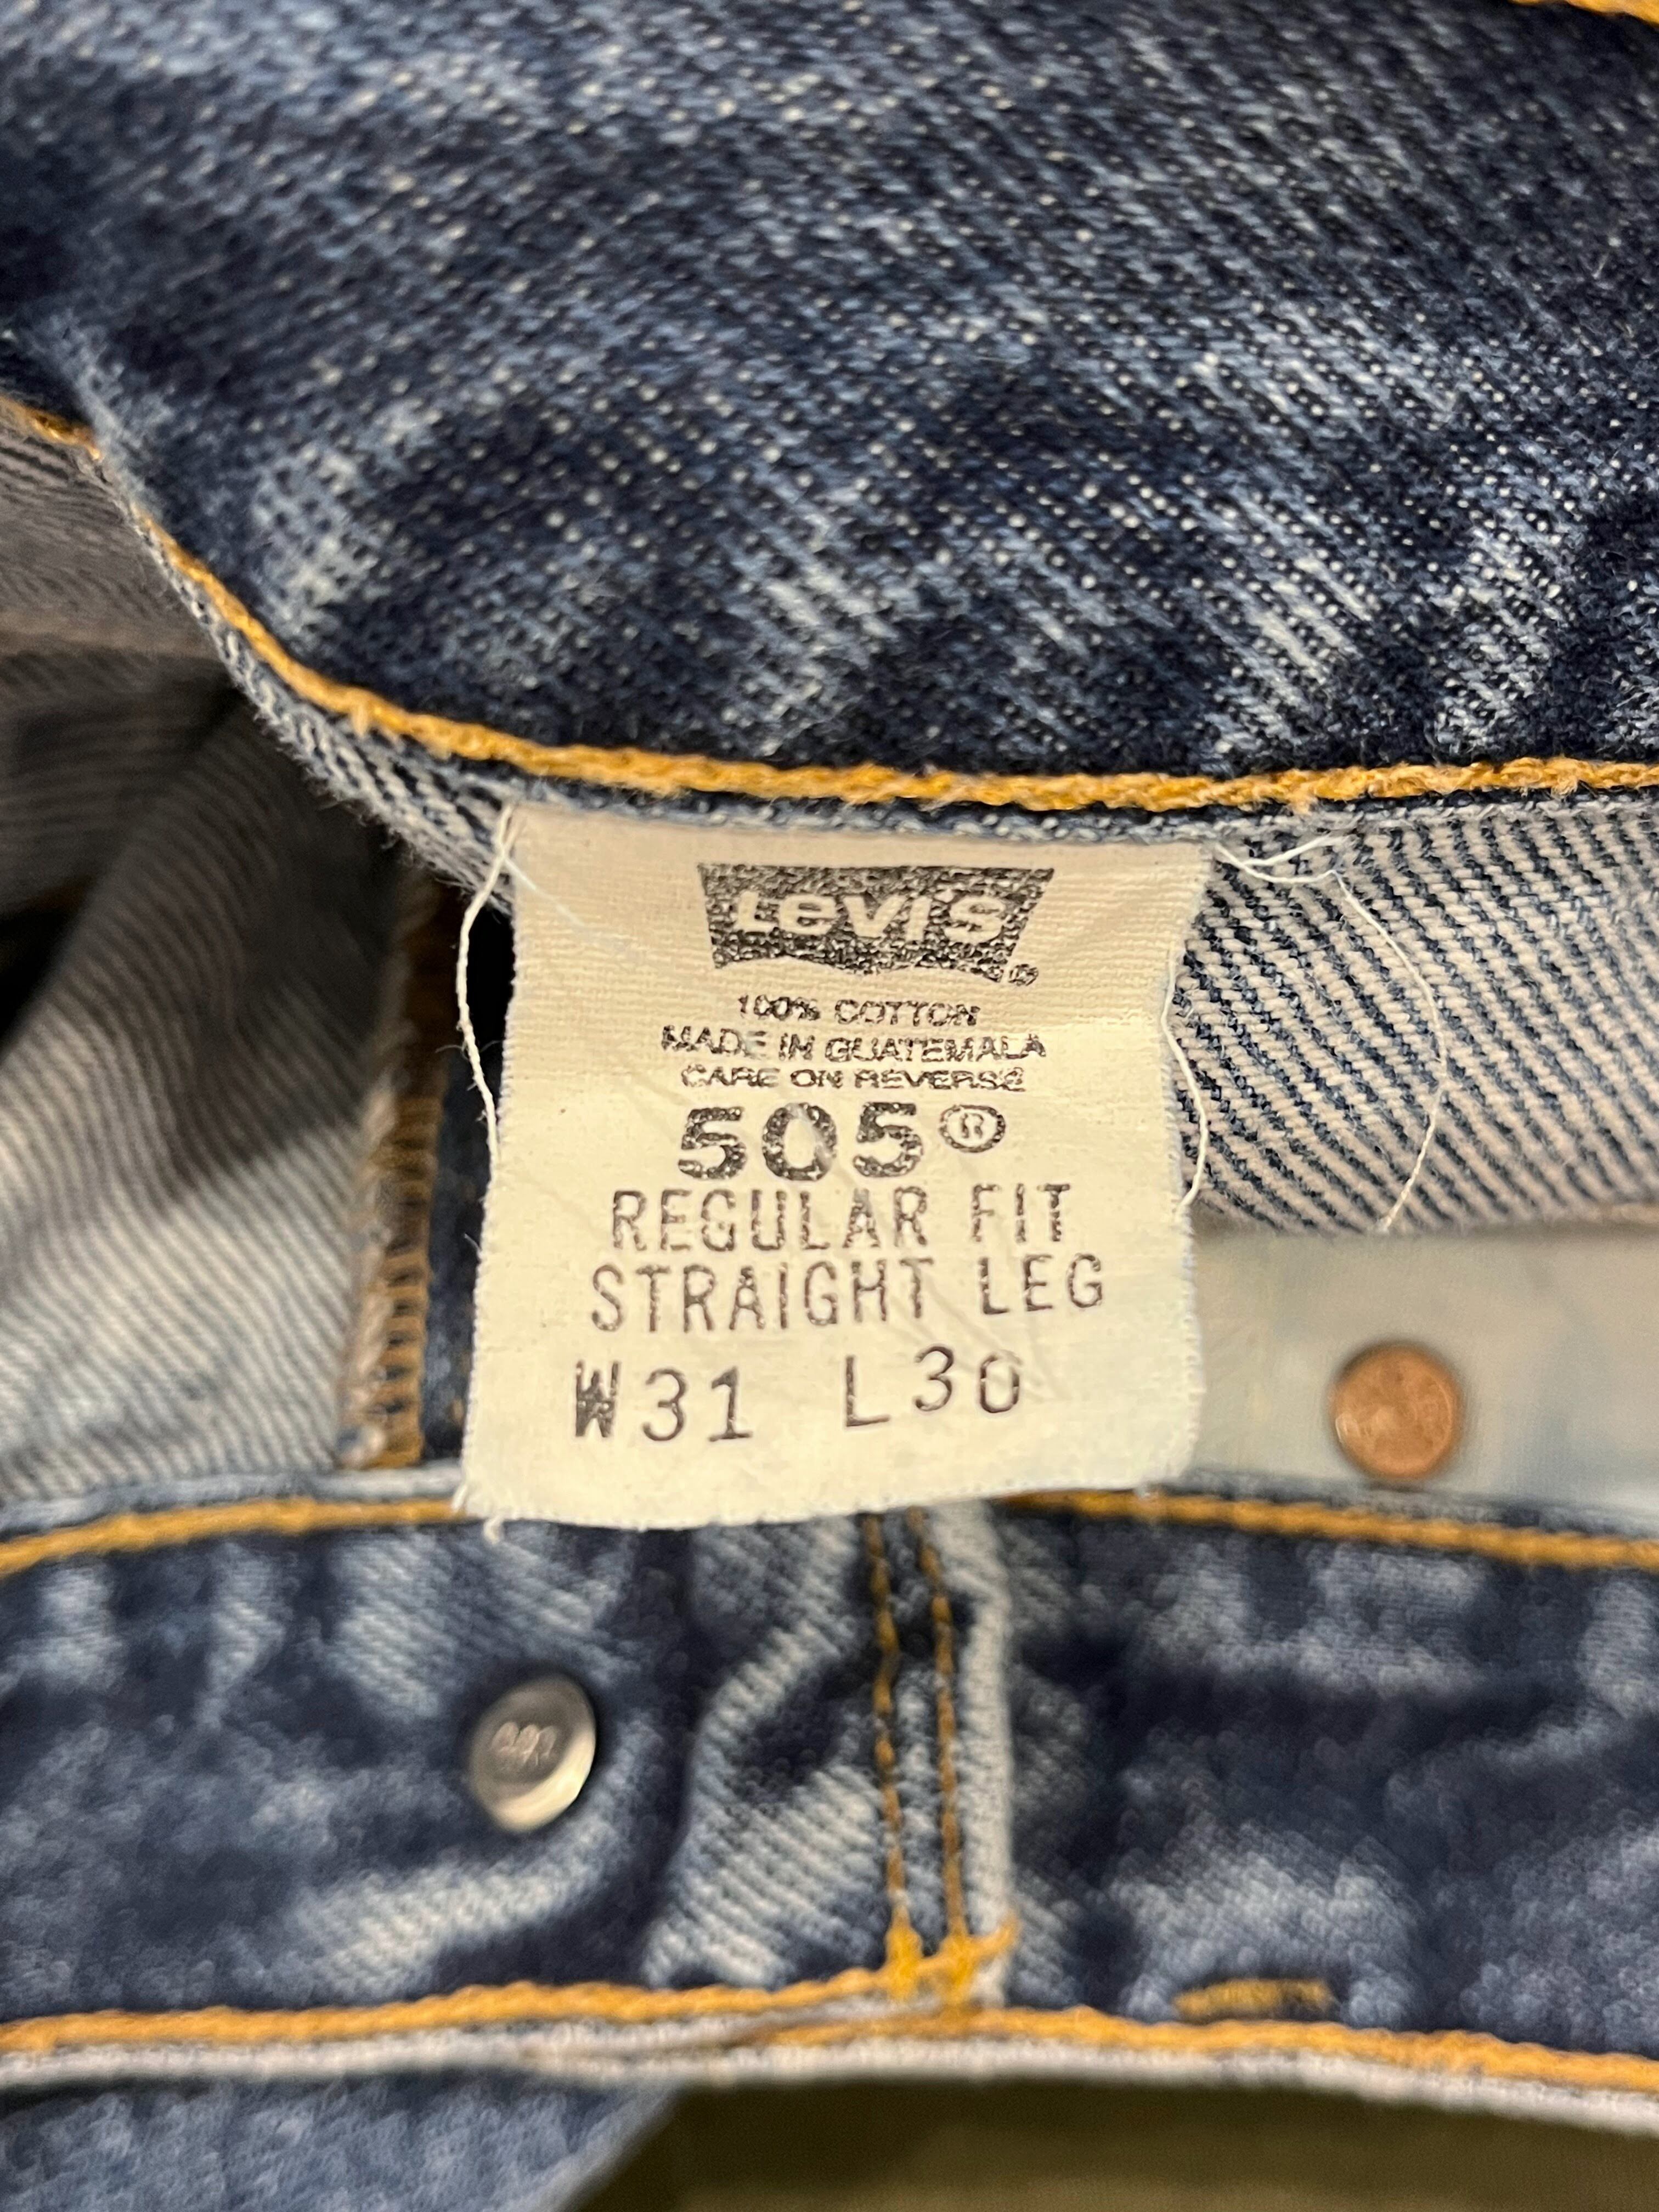 LEVI'S®
100% COTTON
MADE IN GUATEMALA
CARE ON REVERSE
505®
REGULAR FIT
STRAIGHT LEG
W31 L30